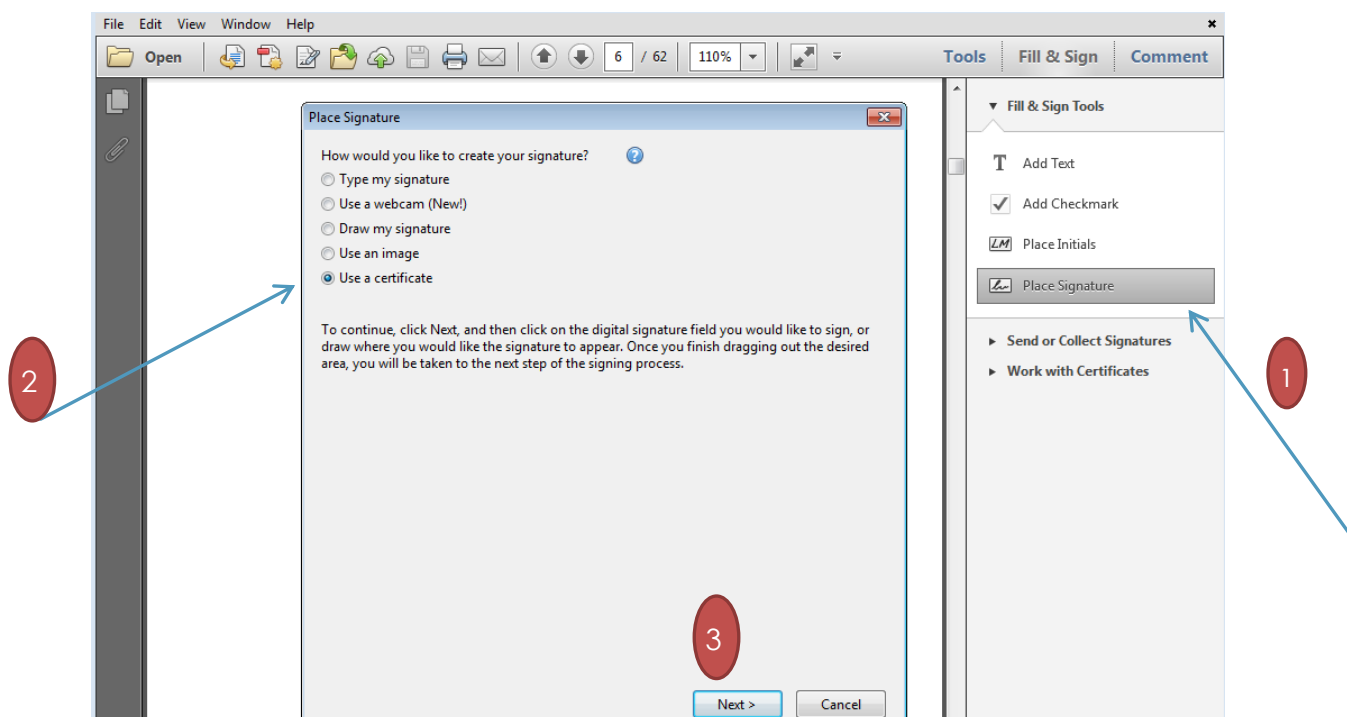 File Edit View Window Help
Open 6 / 62 110% Tools Fill & Sign Comment
Place Signature
How would you like to create your signature?
Type my signature
Use a webcam (New!)
Draw my signature
Use an image
Use a certificate
To continue, click Next, and then click on the digital signature field you would like to sign, or
draw where you would like the signature to appear. Once you finish dragging out the desired
area, you will be taken to the next step of the signing process.
Next > Cancel
Fill & Sign Tools
T Add Text
Add Checkmark
LM Place Initials
Place Signature
Send or Collect Signatures
Work with Certificates
1
2
3